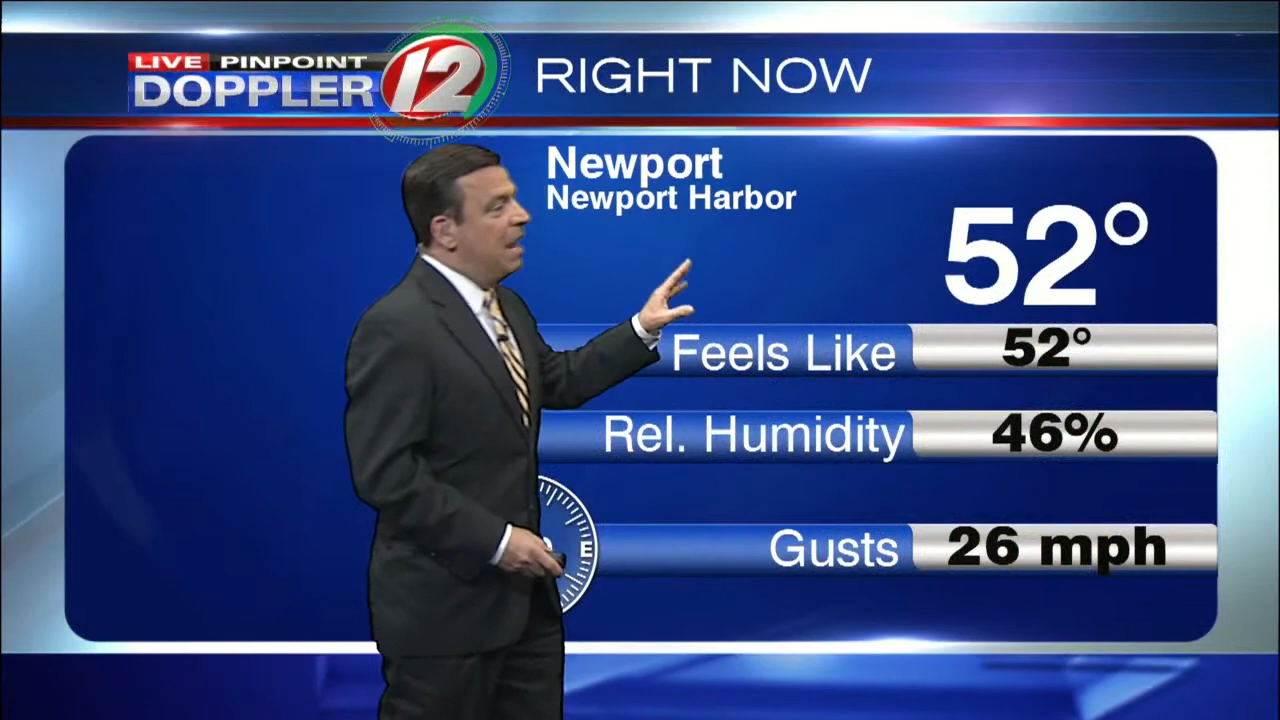 LIVE PINPOINT
DOPPLER 12
RIGHT NOW
Newport
Newport Harbor
52°
Feels Like 52°
Rel. Humidity 46%
E
Gusts 26 mph